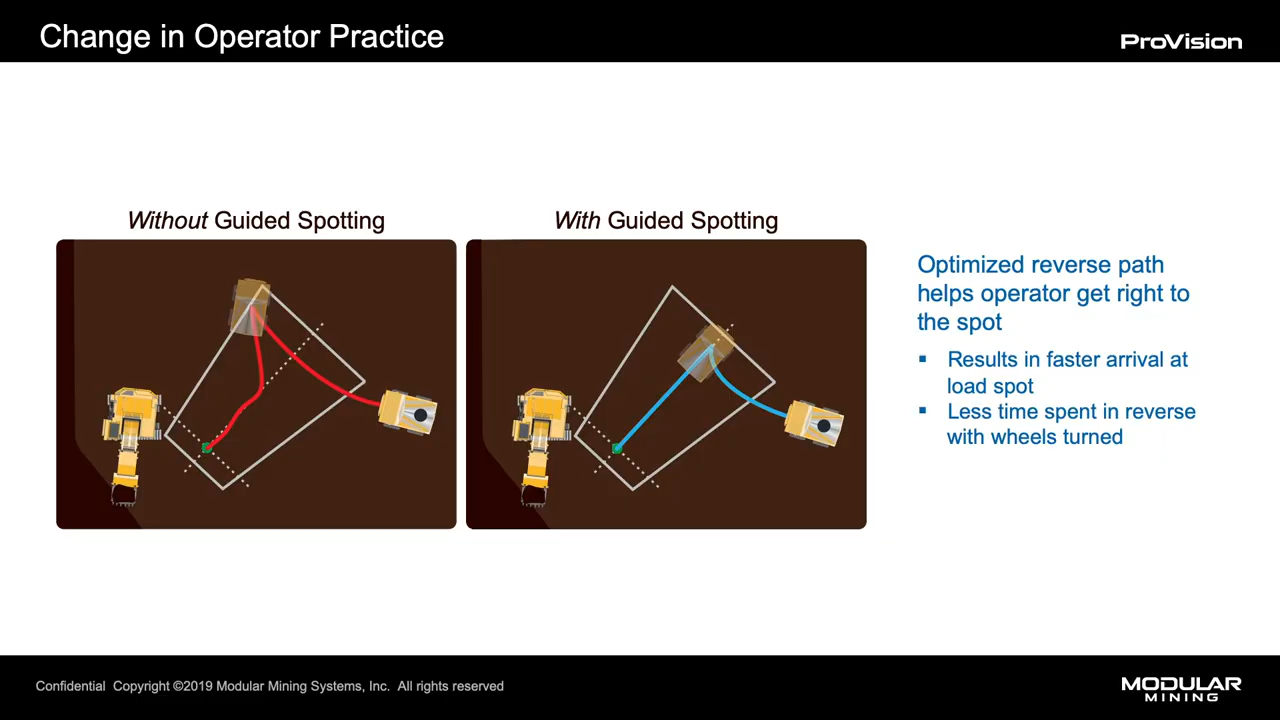 Change in Operator Practice
ProVision
Without Guided Spotting
With Guided Spotting
Optimized reverse path
helps operator get right to
the spot
▪ Results in faster arrival at
load spot
▪ Less time spent in reverse
with wheels turned
Confidential Copyright ©2019 Modular Mining Systems, Inc. All rights reserved
MODULAR
MINING